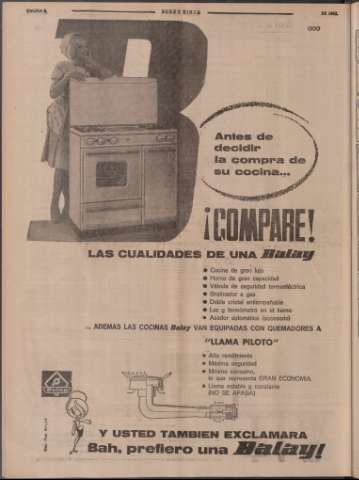 Antes de
decidir
la compra de
su cocina...
¡COMPARE!
LAS CUALIDADES DE UNA Balay
Cocina de gran lujo
Horno de gran capacidad
Válvula de seguridad termoeléctrica
Gratinador a gas
Doble cristal enfriable
Luz y termómetro en el horno
Asador automático (accesorio)
... ADEMAS LAS COCINAS Balay VAN EQUIPADAS CON QUEMADORES A
"LLAMA PILOTO"
Alto rendimiento
Máxima seguridad
Mínimo consumo,
lo que representa GRAN ECONOMIA
Llama estable y constante
(NO SE APAGA)
Y USTED TAMBIEN EXCLAMARA
Bah, prefiero una Balay!